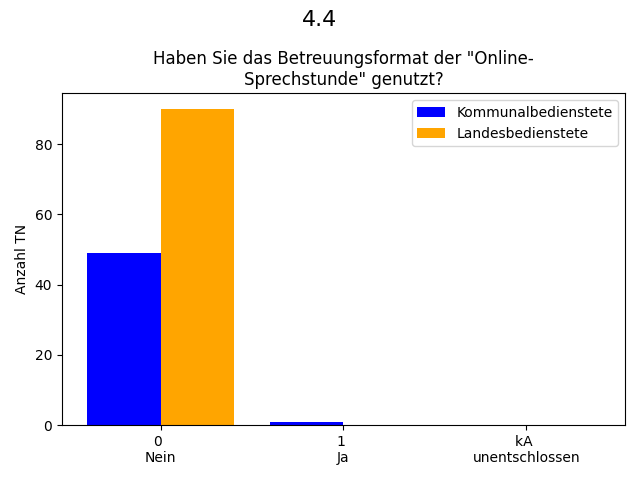 4.4
Haben Sie das Betreuungsformat der "Online-
Sprechstunde" genutzt?
Kommunalbedienstete
Landesbedienstete
Anzahl TN
80
60
40
20
0
0
Nein
1
Ja
kA
unentschlossen